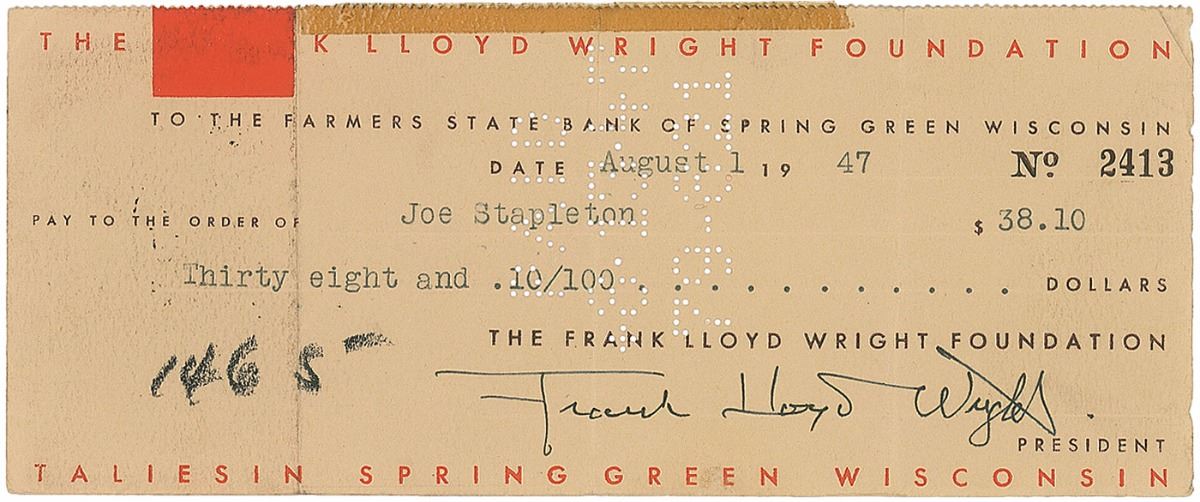 THE K LLOYD WRIGHT FOUNDATION
TO THE FARMERS STATE BANK OF SPRING GREEN WISCONSIN
DATE August 1 19 47 Nº 2413
PAY TO THE ORDER OF Joe Stapleton $ 38.10
Thirty eight and .10/100 . . . . . . . . . . . . DOLLARS
THE FRANK LLOYD WRIGHT FOUNDATION
146 5
Frank Lloyd Wright
PRESIDENT
TALIESIN SPRING GREEN WISCONSIN